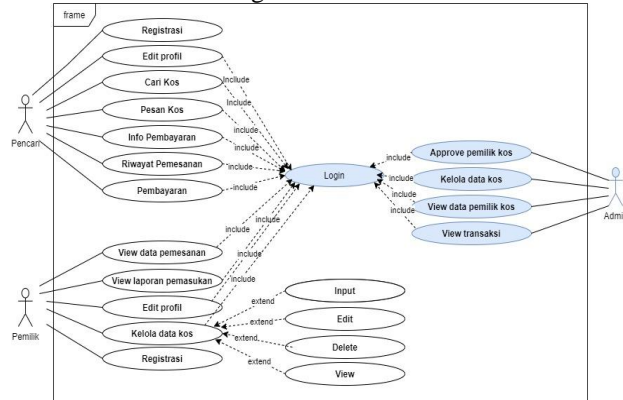 frame
Registrasi
Edit profil
Cari Kos
Pesan Kos
Info Pembayaran
Riwayat Pemesanan
Pembayaran
Pencari
include
include
include
include
include
include
Login
include
include
include
include
Approve pemilik kos
Kelola data kos
View data pemilik kos
View transaksi
Admi
View data pemesanan
View laporan pemasukan
Edit profil
Kelola data kos
Registrasi
Pemilik
include
include
include
include
extend
extend
extend
extend
Input
Edit
Delete
View